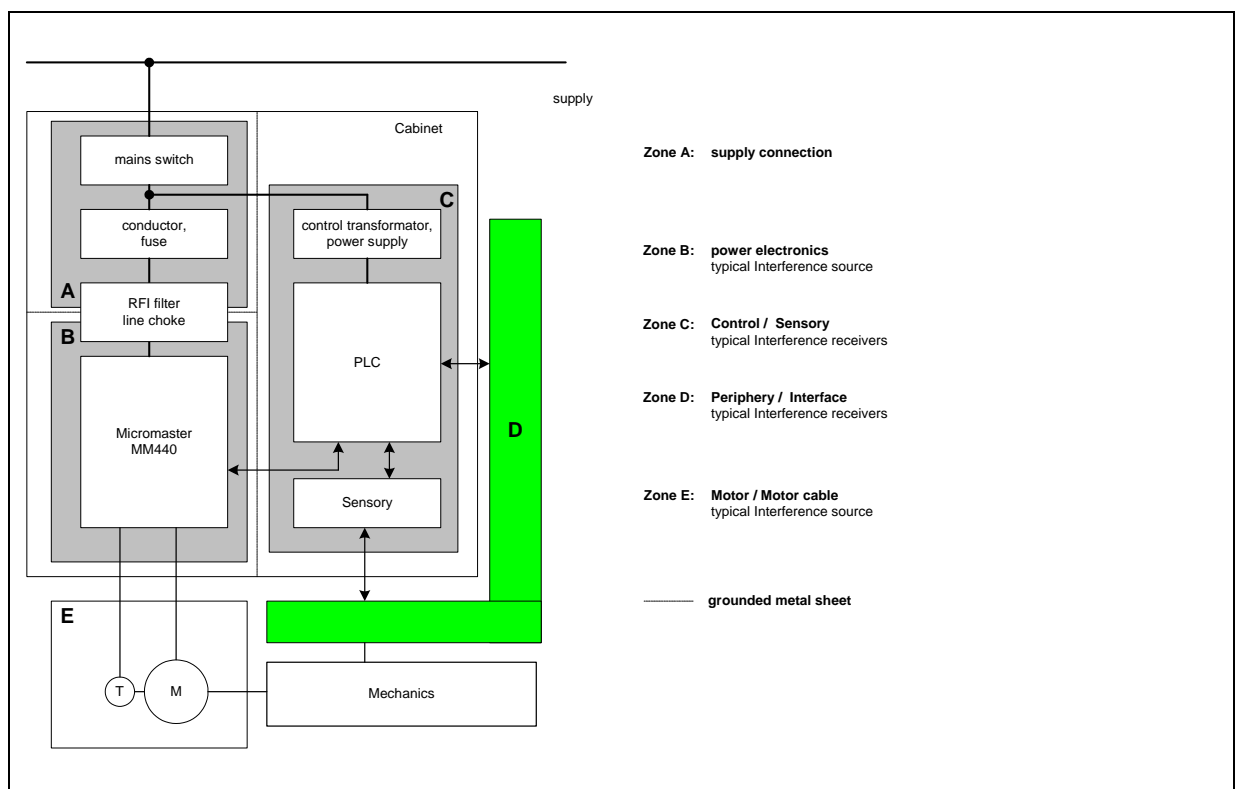 supply
Cabinet
mains switch
conductor,
fuse
A
RFI filter
line choke
B
Micromaster
MM440
C
control transformator,
power supply
PLC
Sensory
D
E
T
M
Mechanics
Zone A: supply connection
Zone B: power electronics
typical Interference source
Zone C: Control / Sensory
typical Interference receivers
Zone D: Periphery / Interface
typical Interference receivers
Zone E: Motor / Motor cable
typical Interference source
grounded metal sheet